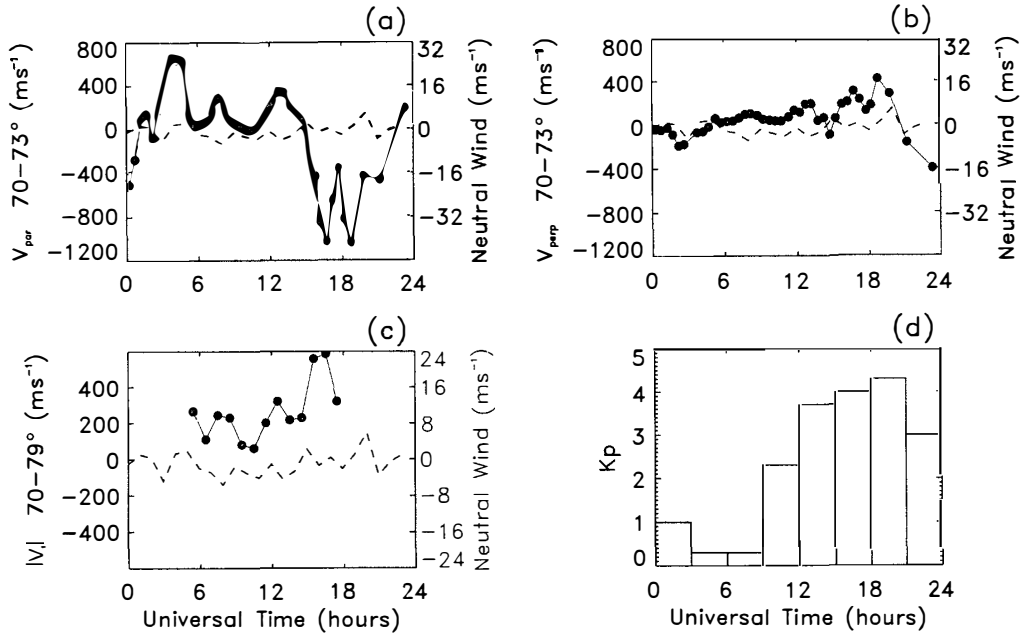 (a)
V_par 70–73° (ms⁻¹)
800
400
0
−400
−800
−1200
32
16
0
−16
−32
Neutral Wind (ms⁻¹)
0 6 12 18 24
(b)
V_perp 70–73° (ms⁻¹)
800
400
0
−400
−800
−1200
32
16
0
−16
−32
Neutral Wind (ms⁻¹)
0 6 12 18 24
(c)
70–79° (ms⁻¹)
400
200
0
−200
−400
24
16
8
0
−8
−16
−24
Neutral Wind (ms⁻¹)
0 6 12 18 24
Universal Time (hours)
(d)
Kp
5
4
3
2
1
0
0 6 12 18 24
Universal Time (hours)